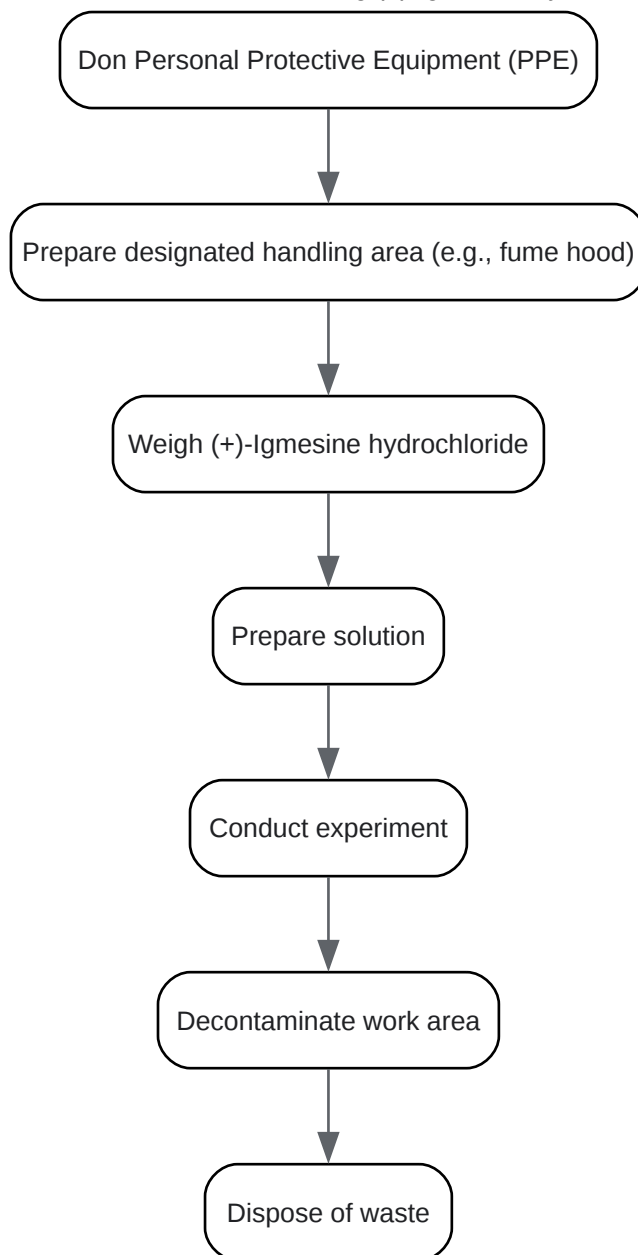 Don Personal Protective Equipment (PPE)
Prepare designated handling area (e.g., fume hood)
Weigh (+)-Igmesine hydrochloride
Prepare solution
Conduct experiment
Decontaminate work area
Dispose of waste